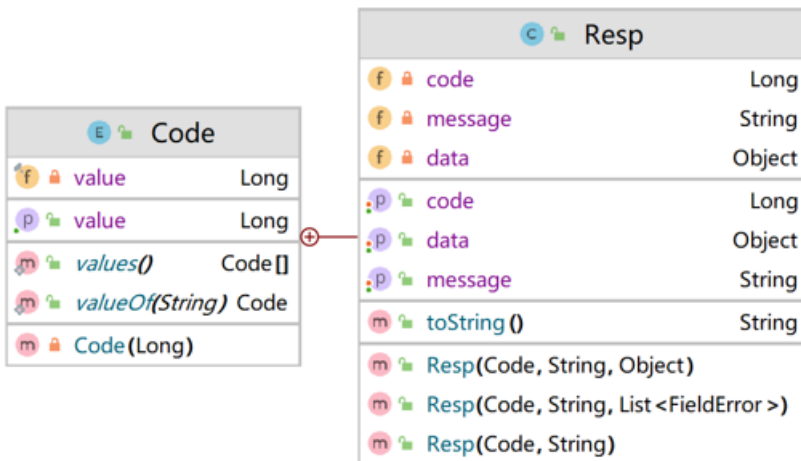 E Code
f value Long
p value Long
m values() Code[]
m valueOf(String) Code
m Code(Long)
C Resp
f code Long
f message String
f data Object
p code Long
p data Object
p message String
m toString() String
m Resp(Code, String, Object)
m Resp(Code, String, List<FieldError>)
m Resp(Code, String)